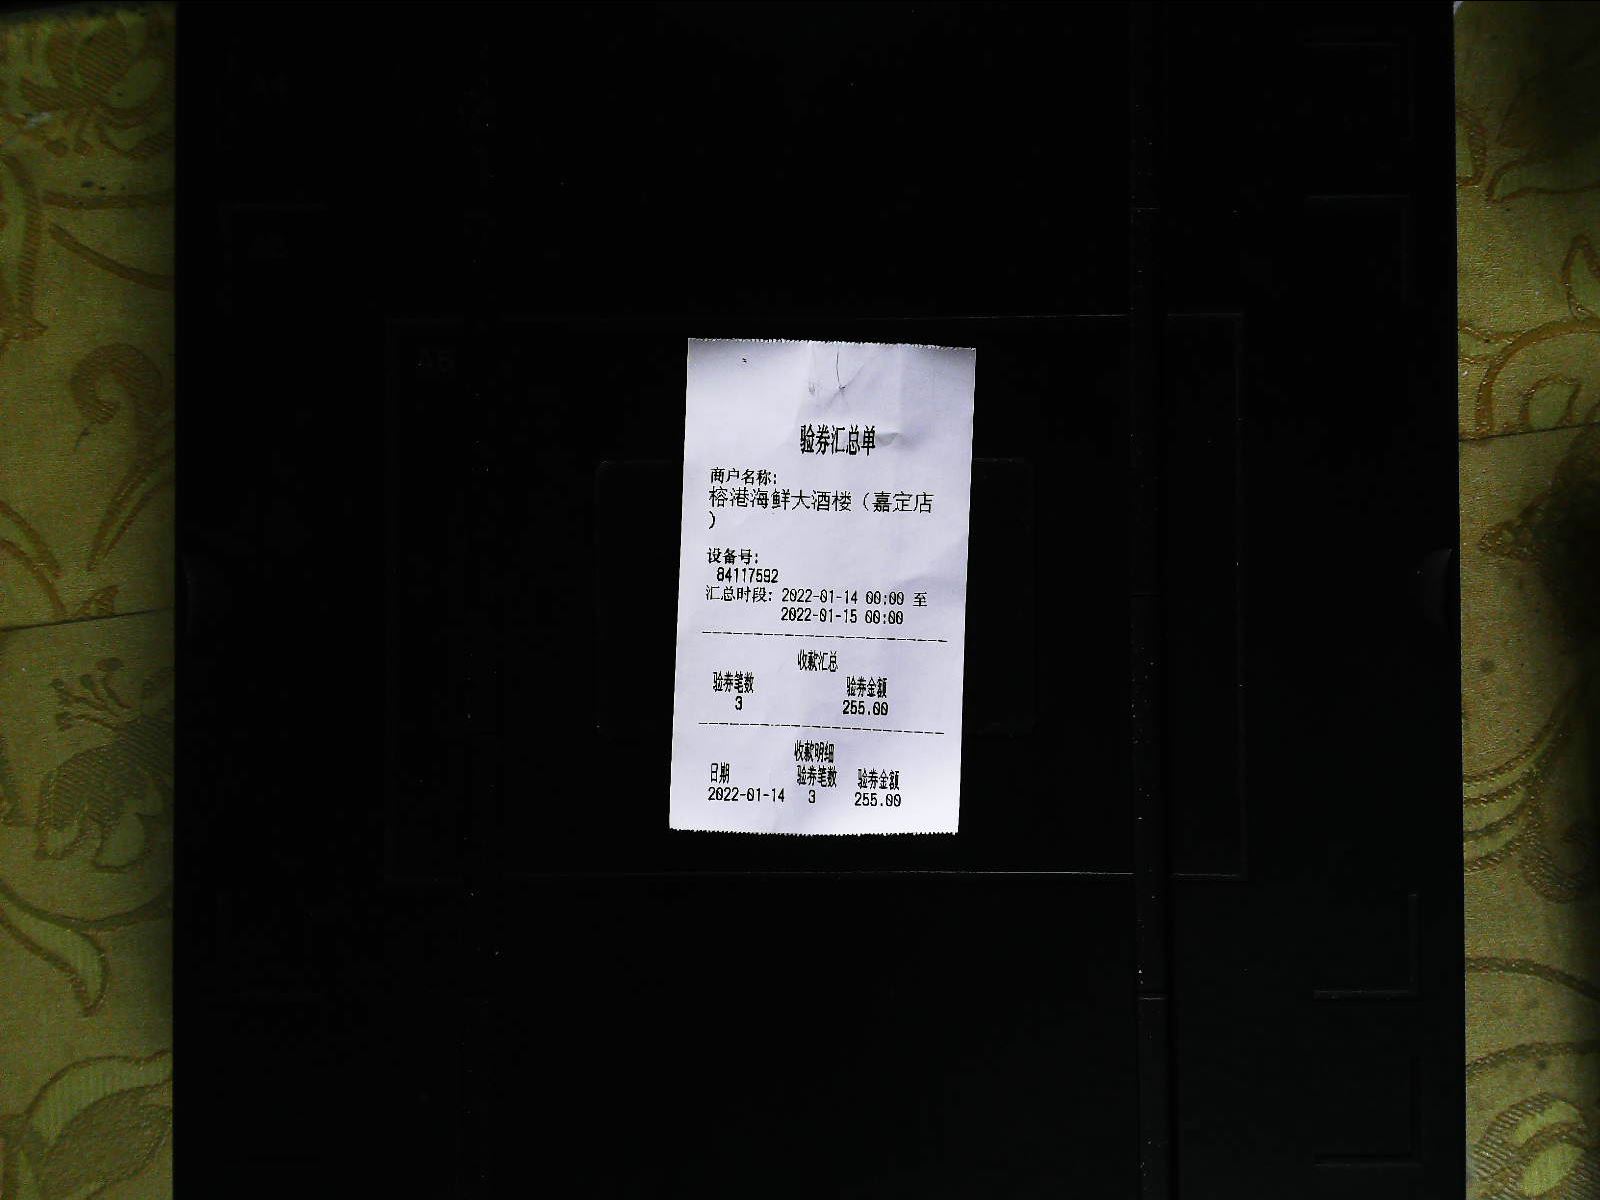 验券汇总单
商户名称:
榕港海鲜大酒楼（嘉定店
）
设备号:
84117592
汇总时段: 2022-01-14 00:00 至
2022-01-15 00:00
收款汇总
验券笔数 验券金额
3 255.00
收款明细
日期 验券笔数 验券金额
2022-01-14 3 255.00